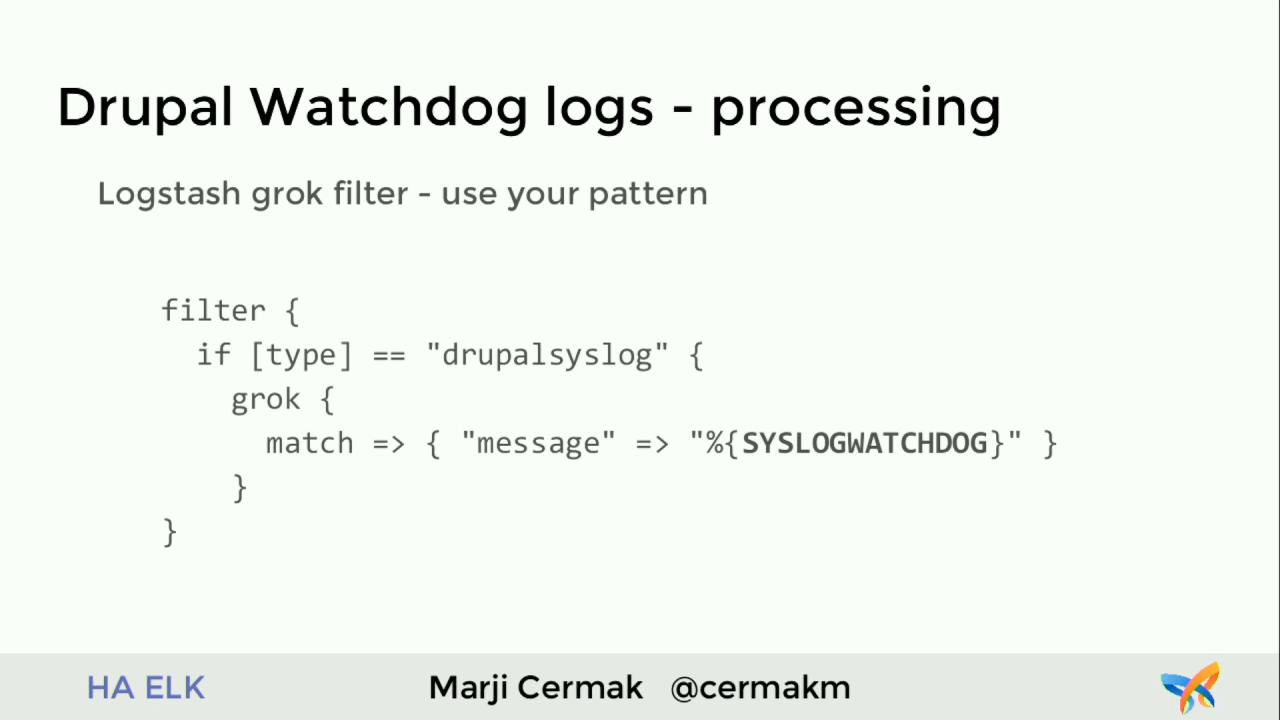 Drupal Watchdog logs - processing
Logstash grok filter - use your pattern
filter {
  if [type] == "drupalsyslog" {
    grok {
      match => { "message" => "%{SYSLOGWATCHDOG}" }
    }
}
HA ELK Marji Cermak @cermakm